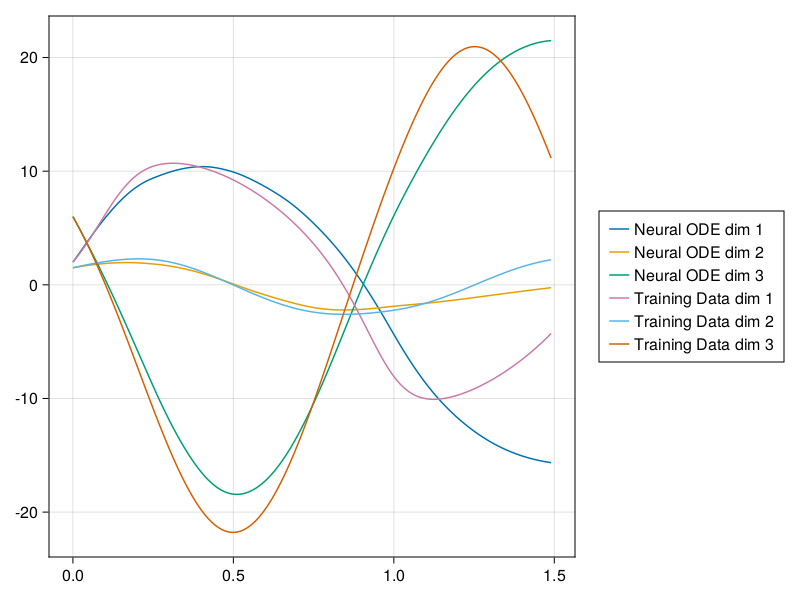 20
10
0
-10
-20
0.0 0.5 1.0 1.5
Neural ODE dim 1
Neural ODE dim 2
Neural ODE dim 3
Training Data dim 1
Training Data dim 2
Training Data dim 3